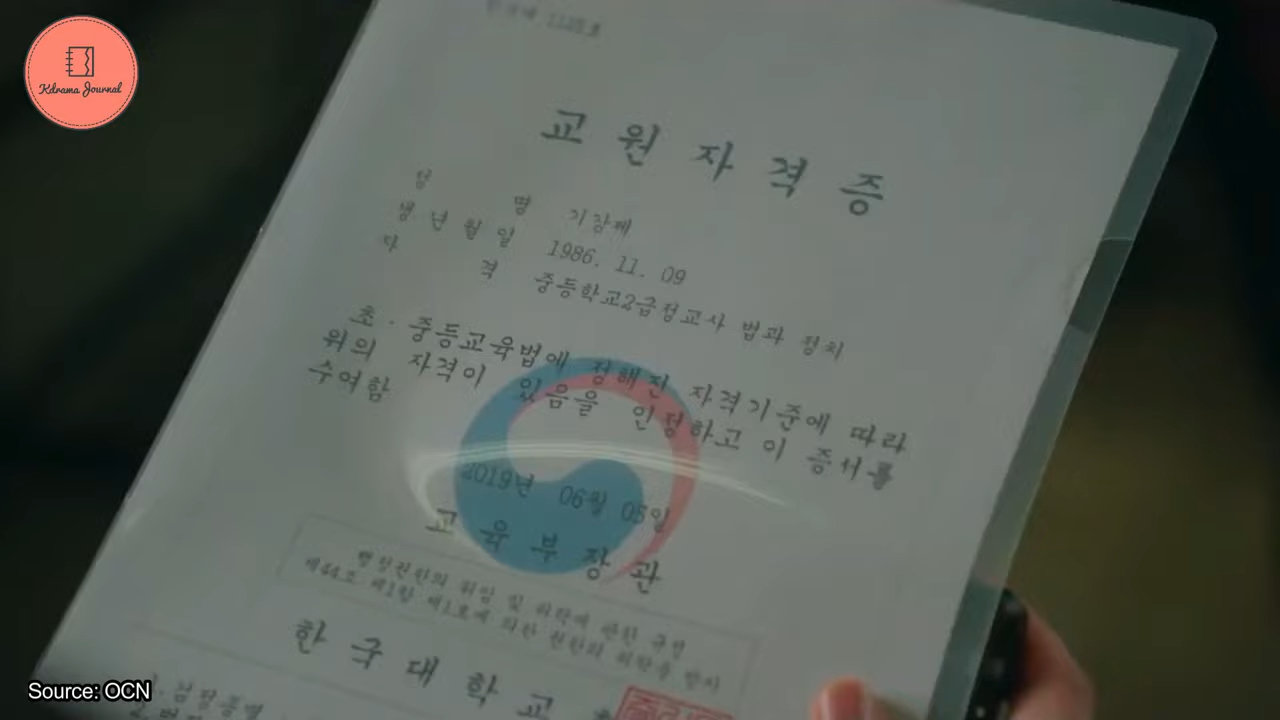 Kdrama Journal
교원자격증
성 명 기강제
생년월일 1986. 11. 09
자 격 중등학교2급정교사 법과 정치
초·중등교육법에 정해진 자격기준에 따라
위의 자격이 있음을 인정하고 이 증서를
수여함
2019년 06월 05일
교육부장관
행정권한의 위임 및 위탁에 관한 규정
제44조 제1항 제1호에 의한 권한의 위탁을 받아
한국대학교
Source: OCN